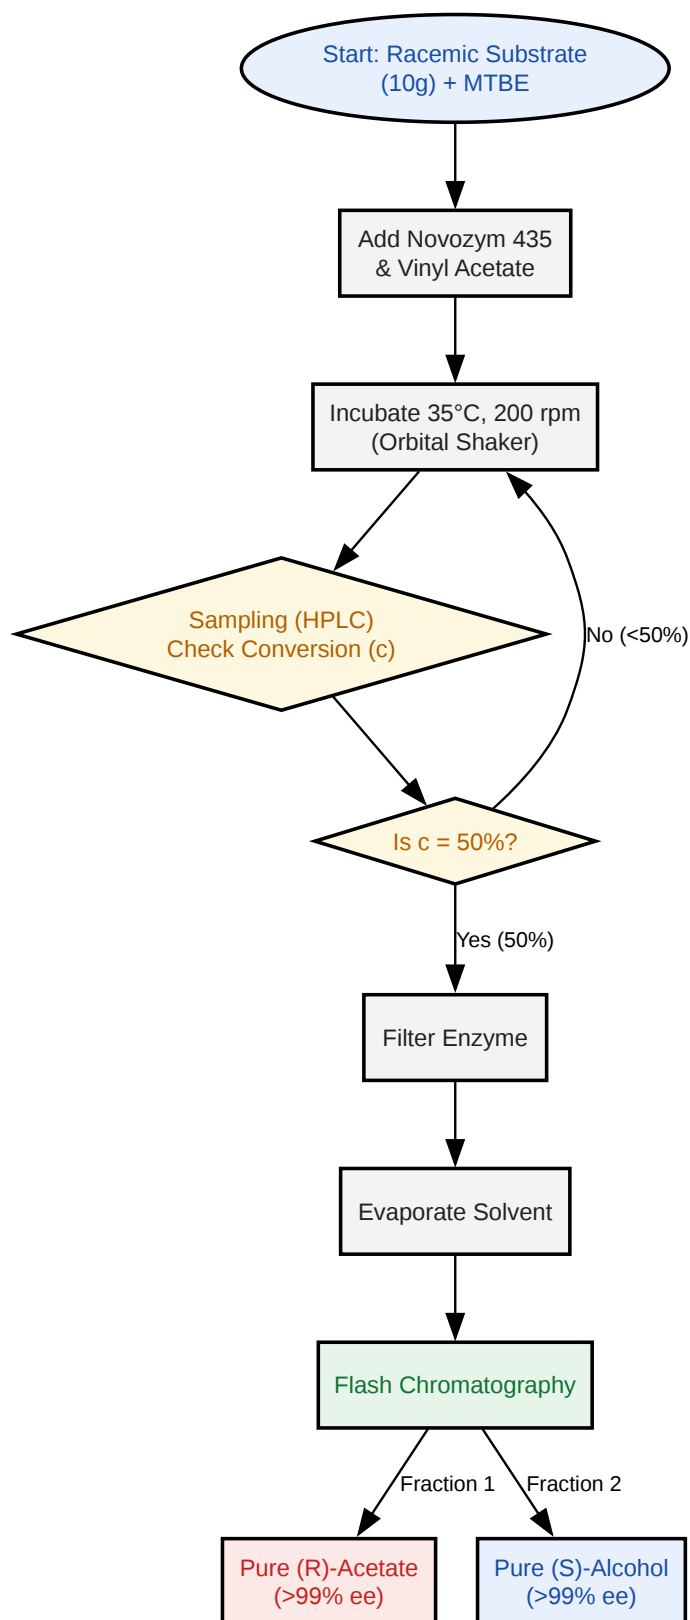 Start: Racemic Substrate
(10g) + MTBE
Add Novozym 435
& Vinyl Acetate
Incubate 35°C, 200 rpm
(Orbital Shaker)
Sampling (HPLC)
Check Conversion (c)
No (<50%)
Is c = 50%?
Yes (50%)
Filter Enzyme
Evaporate Solvent
Flash Chromatography
Fraction 1
Fraction 2
Pure (R)-Acetate
(>99% ee)
Pure (S)-Alcohol
(>99% ee)